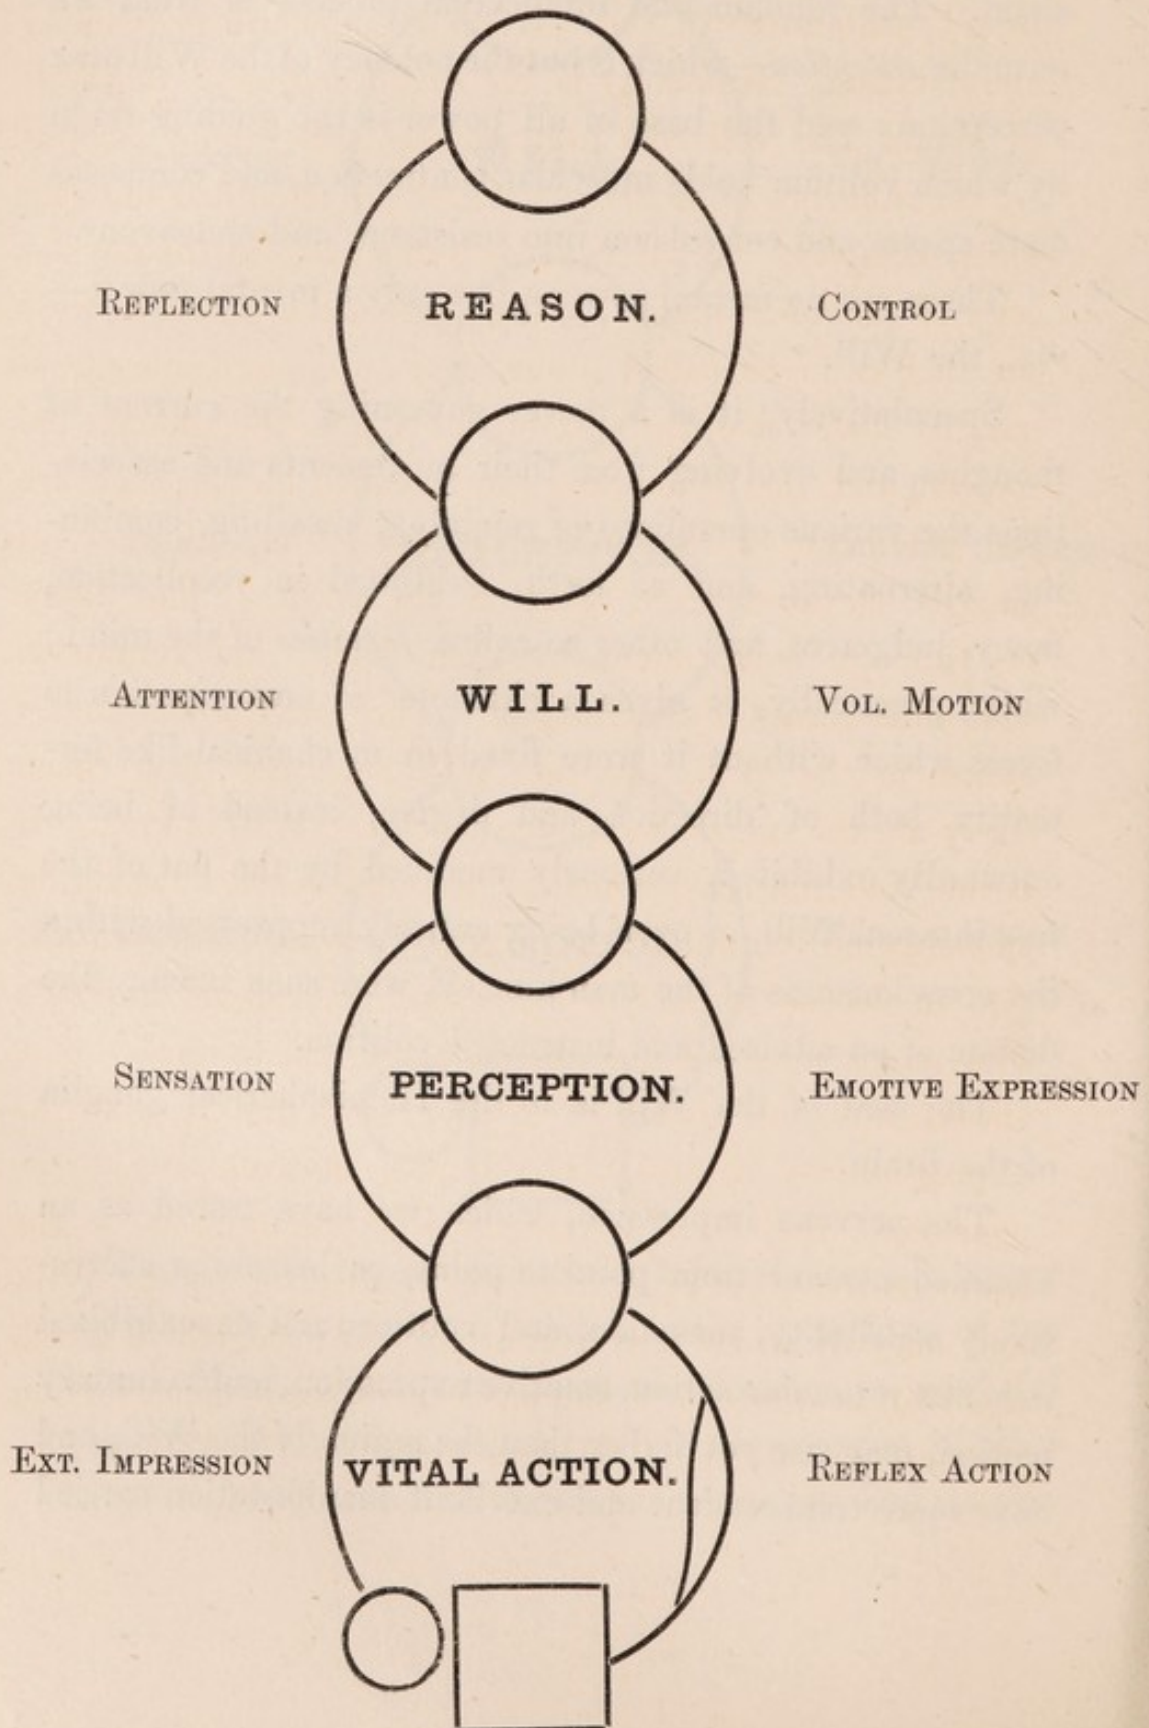 REFLECTION REASON. CONTROL
ATTENTION WILL. VOL. MOTION
SENSATION PERCEPTION. EMOTIVE EXPRESSION
EXT. IMPRESSION VITAL ACTION. REFLEX ACTION